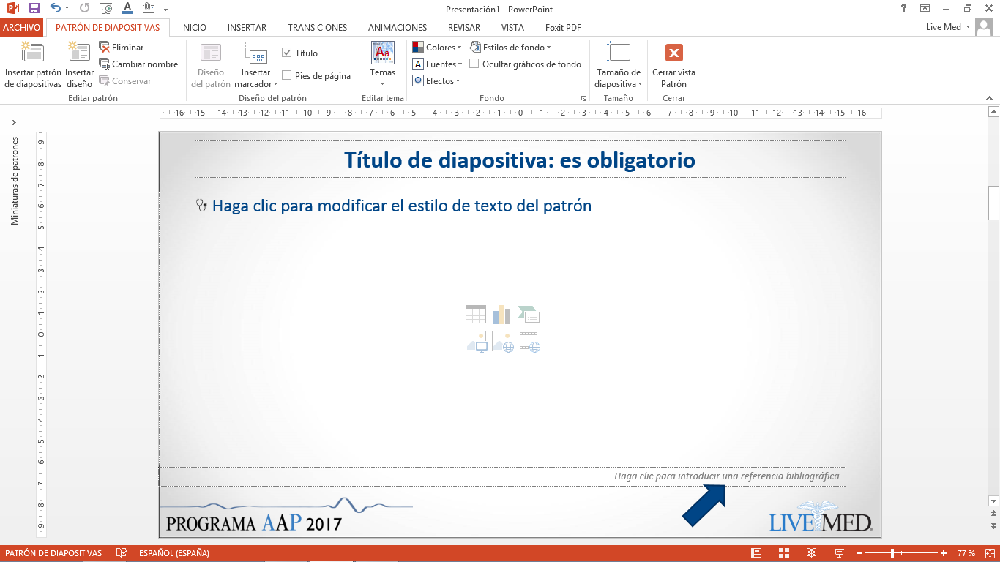 Presentación1 - PowerPoint
ARCHIVO PATRÓN DE DIAPOSITIVAS INICIO INSERTAR TRANSICIONES ANIMACIONES REVISAR VISTA Foxit PDF Live Med
Insertar patrón de diapositivas
Insertar diseño
Eliminar
Cambiar nombre
Conservar
Editar patrón
Diseño del patrón
Insertar marcador
Título
Pies de página
Diseño del patrón
Temas
Editar tema
Colores
Fuentes
Efectos
Estilos de fondo
Ocultar gráficos de fondo
Fondo
Tamaño de diapositiva
Tamaño
Cerrar vista Patrón
Cerrar
16 15 14 13 12 11 10 9 8 7 6 5 4 3 2 1 0 1 2 3 4 5 6 7 8 9 10 11 12 13 14 15 16
Miniaturas de patrones
9 8 7 6 5 4 3 2 1 0 1 2 3 4 5 6 7 8 9
Título de diapositiva: es obligatorio
Haga clic para modificar el estilo de texto del patrón
Haga clic para introducir una referencia bibliográfica
PROGRAMA AAP 2017
LIVE MED
PATRÓN DE DIAPOSITIVAS ESPAÑOL (ESPAÑA) 77 %